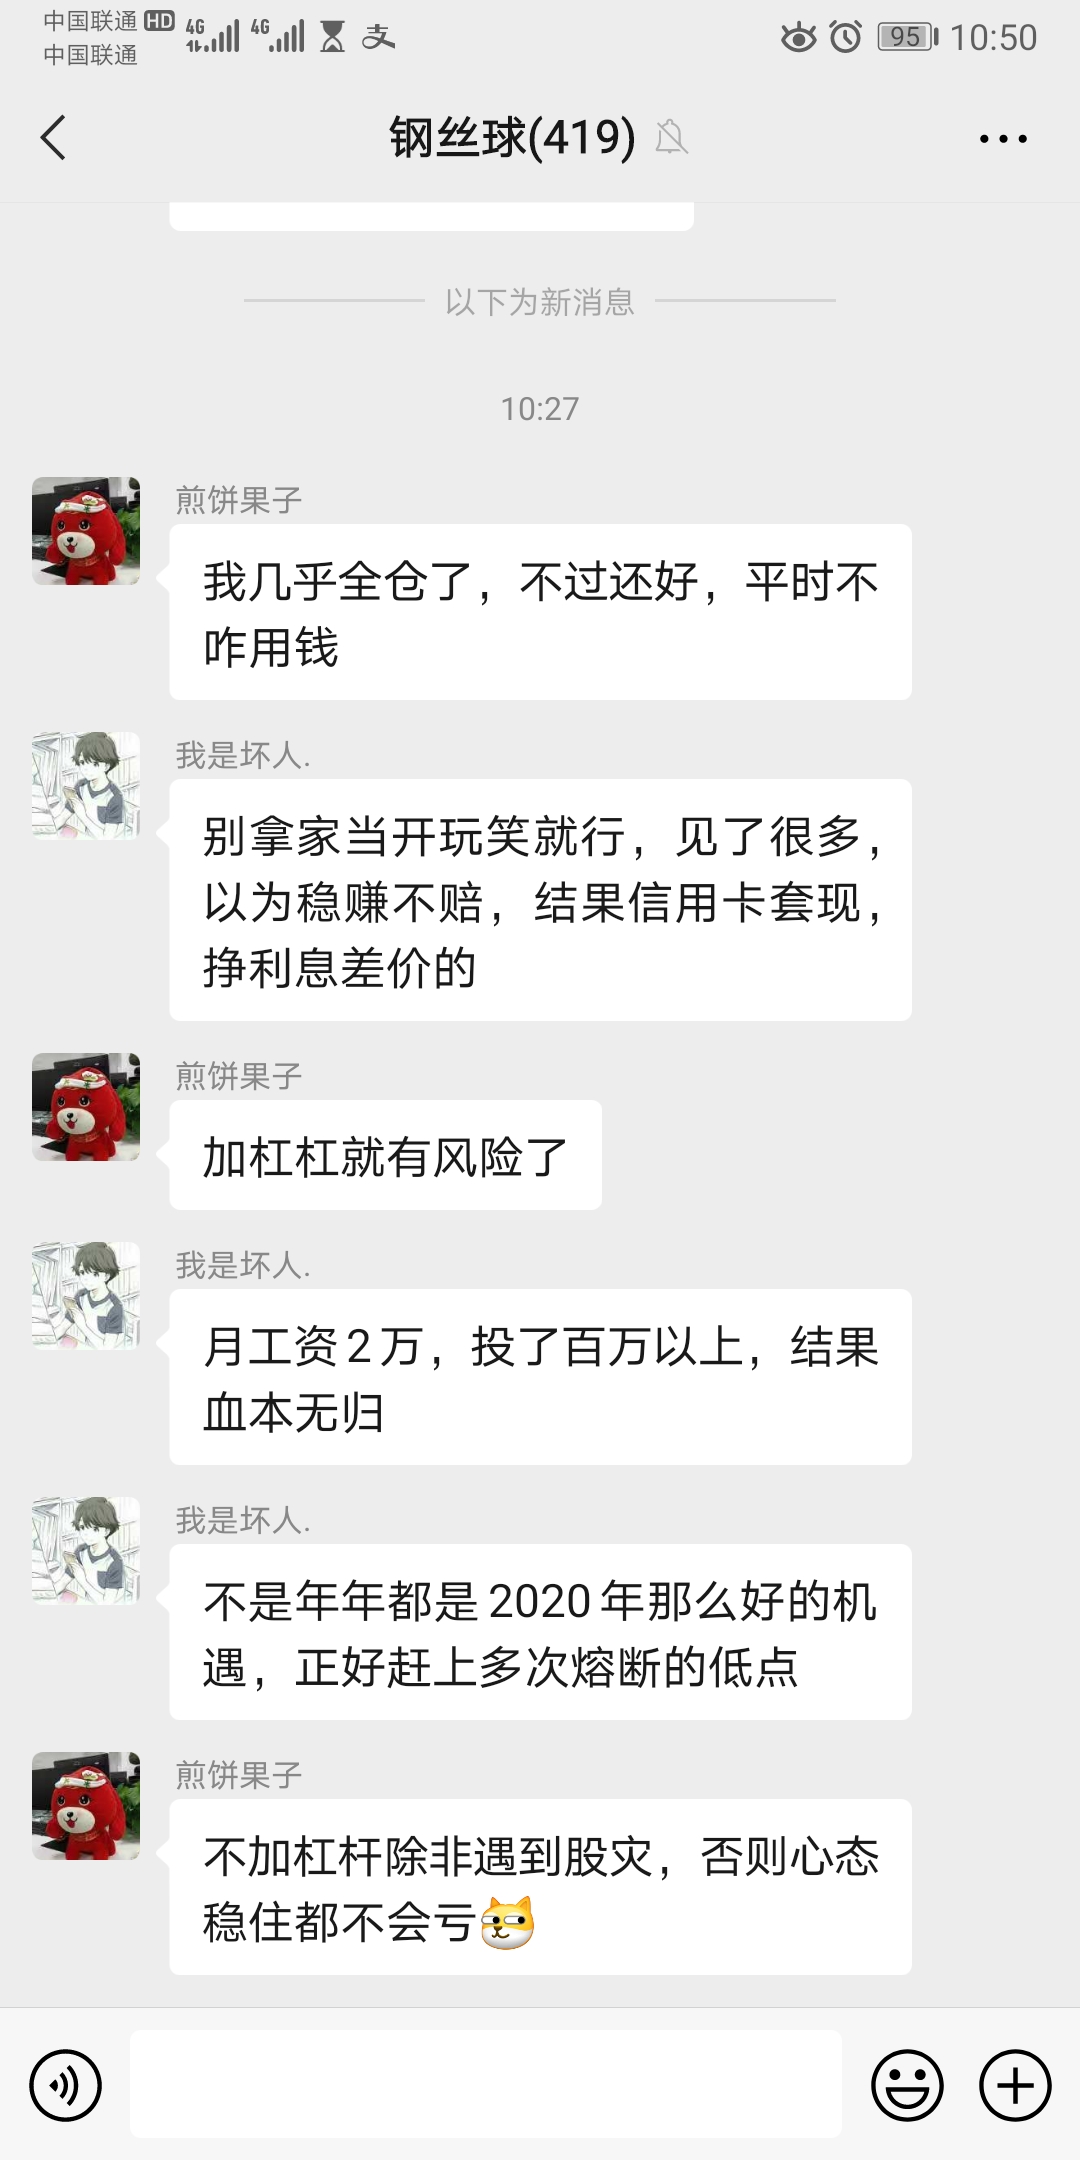 中国联通 HD 4G 4G 支 95 10:50
中国联通
钢丝球(419)
以下为新消息
10:27
煎饼果子
我几乎全仓了，不过还好，平时不
咋用钱
我是坏人.
别拿家当开玩笑就行，见了很多，
以为稳赚不赔，结果信用卡套现，
挣利息差价的
煎饼果子
加杠杠就有风险了
我是坏人.
月工资2万，投了百万以上，结果
血本无归
我是坏人.
不是年年都是2020年那么好的机
遇，正好赶上多次熔断的低点
煎饼果子
不加杠杆除非遇到股灾，否则心态
稳住都不会亏